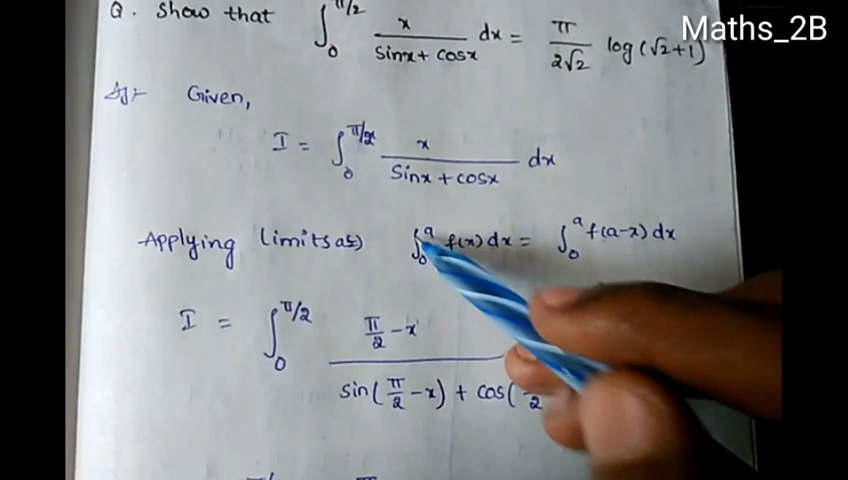 Maths_2B
Q. Show that ∫₀^π/2 x / (sinx + cosx) dx = π / (2√2) log(√2+1)
Given,
I = ∫₀^π/2 x / (sinx + cosx) dx
Applying limits as) ∫₀^a f(x) dx = ∫₀^a f(a-x) dx
I = ∫₀^π/2 (π/2 - x) / (sin(π/2 - x) + cos( 2